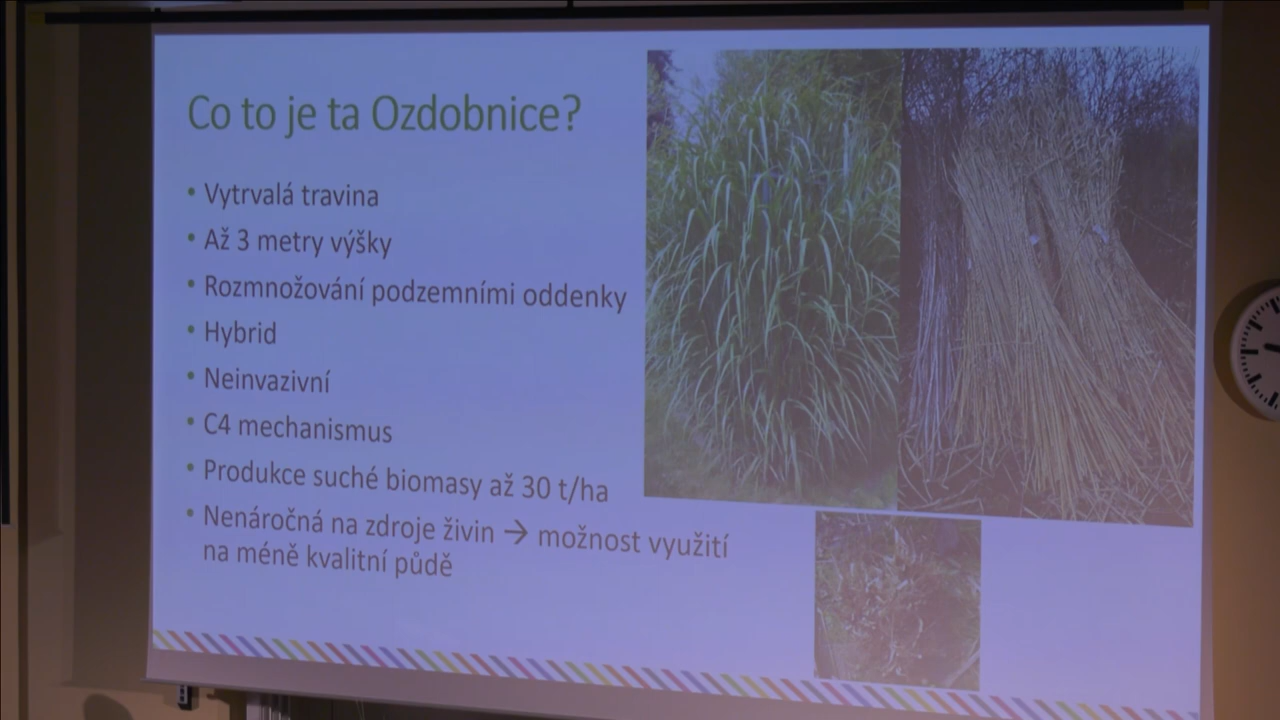 Co to je ta Ozdobnice?
• Vytrvalá travina
• Až 3 metry výšky
• Rozmnožování podzemními oddenky
• Hybrid
• Neinvazivní
• C4 mechanismus
• Produkce suché biomasy až 30 t/ha
• Nenáročná na zdroje živin → možnost využití
na méně kvalitní půdě